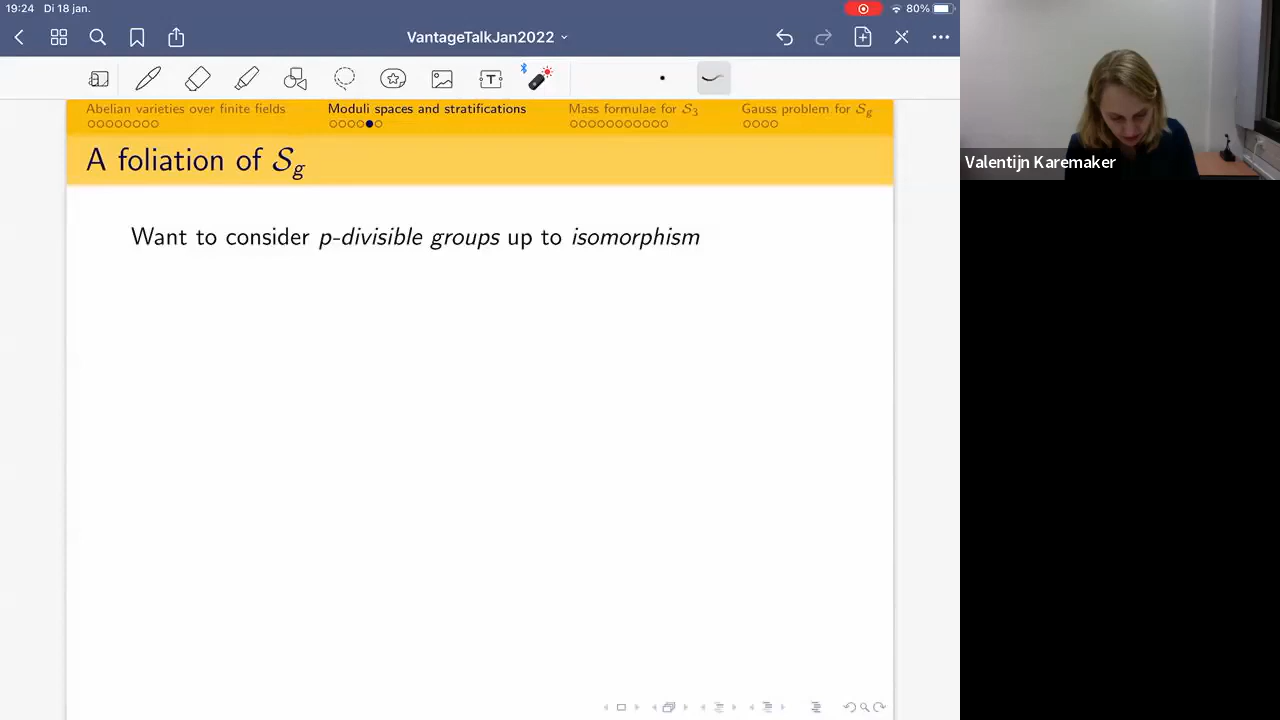 19:24 Di 18 jan.
80%
VantageTalkJan2022
T
Abelian varieties over finite fields
Moduli spaces and stratifications
Mass formulae for 𝒮₃
Gauss problem for 𝒮_g
A foliation of 𝒮_g
Want to consider p-divisible groups up to isomorphism
Valentijn Karemaker